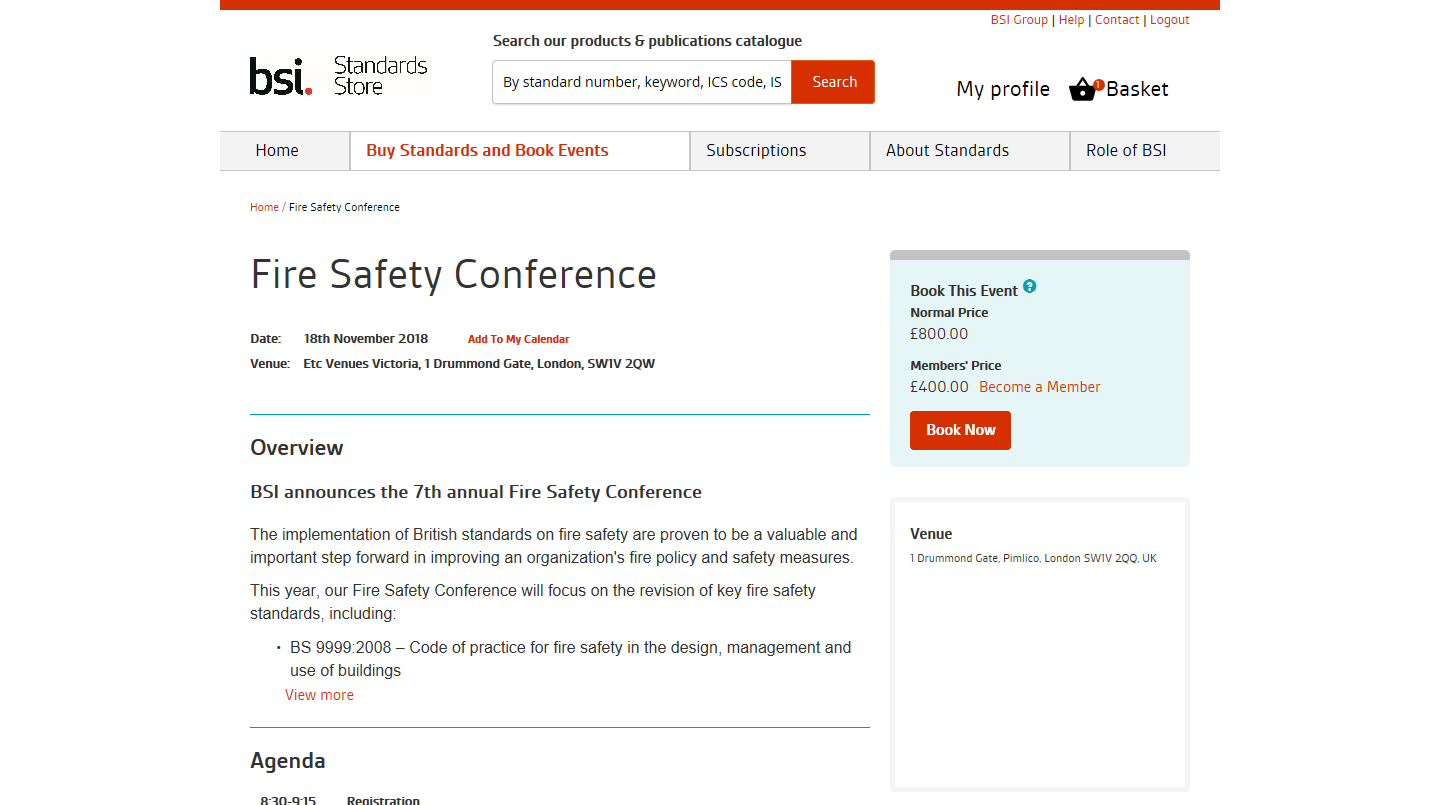 BSI Group | Help | Contact | Logout
Search our products & publications catalogue
bsi. Standards Store
By standard number, keyword, ICS code, IS
Search
My profile
1
Basket
Home
Buy Standards and Book Events
Subscriptions
About Standards
Role of BSI
Home / Fire Safety Conference
Fire Safety Conference
Date: 18th November 2018 Add To My Calendar
Venue: Etc Venues Victoria, 1 Drummond Gate, London, SW1V 2QW
Overview
BSI announces the 7th annual Fire Safety Conference
The implementation of British standards on fire safety are proven to be a valuable and
important step forward in improving an organization's fire policy and safety measures.
This year, our Fire Safety Conference will focus on the revision of key fire safety
standards, including:
• BS 9999:2008 – Code of practice for fire safety in the design, management and
use of buildings
View more
Agenda
8:30-9:15 Registration
Book This Event ?
Normal Price
£800.00
Members' Price
£400.00 Become a Member
Book Now
Venue
1 Drummond Gate, Pimlico, London SW1V 2QQ, UK